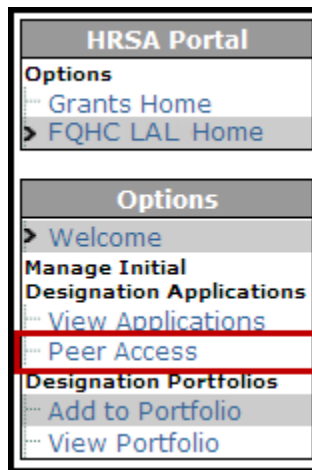 HRSA Portal
Options
Grants Home
FQHC LAL Home
Options
Welcome
Manage Initial
Designation Applications
View Applications
Peer Access
Designation Portfolios
Add to Portfolio
View Portfolio